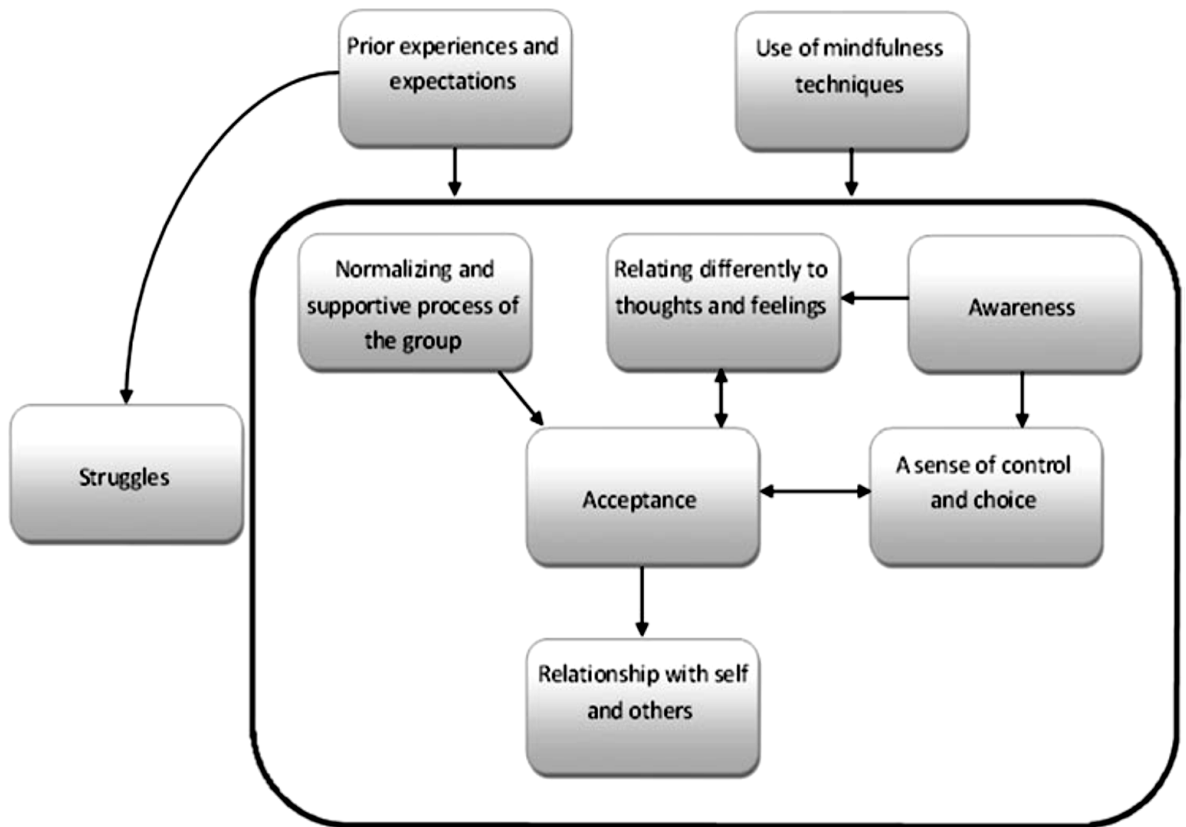 Prior experiences and
expectations
Use of mindfulness
techniques
Normalizing and
supportive process of
the group
Relating differently to
thoughts and feelings
Awareness
Struggles
Acceptance
A sense of control
and choice
Relationship with self
and others